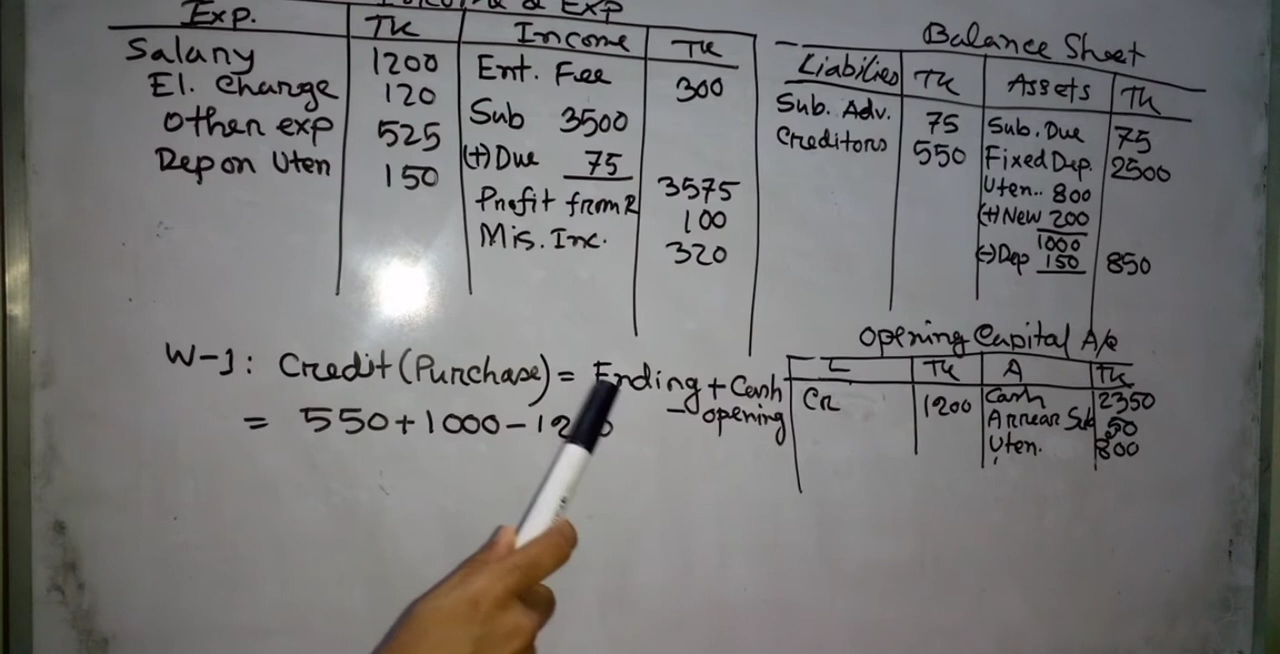 & Exp
Exp. TK Income TK
Salary 1200 Ent. Fee 300
El. Charge 120 Sub 3500
Other exp 525 (+) Due 75 3575
Dep on Uten 150 Profit from R 100
Mis. Inc. 320
Balance Sheet
Liabilies TK Assets TK
Sub. Adv. 75 Sub. Due 75
Creditors 550 Fixed Dep. 2500
Uten.. 800
(+) New 200
1000
(-) Dep 150 850
W-1: Credit (Purchase) = Ending + Cash
- opening
= 550+1000-12
Opening Capital A/c
L TK A TK
CR 1200 Cash 2350
Arrear Sub 50
Uten. 800